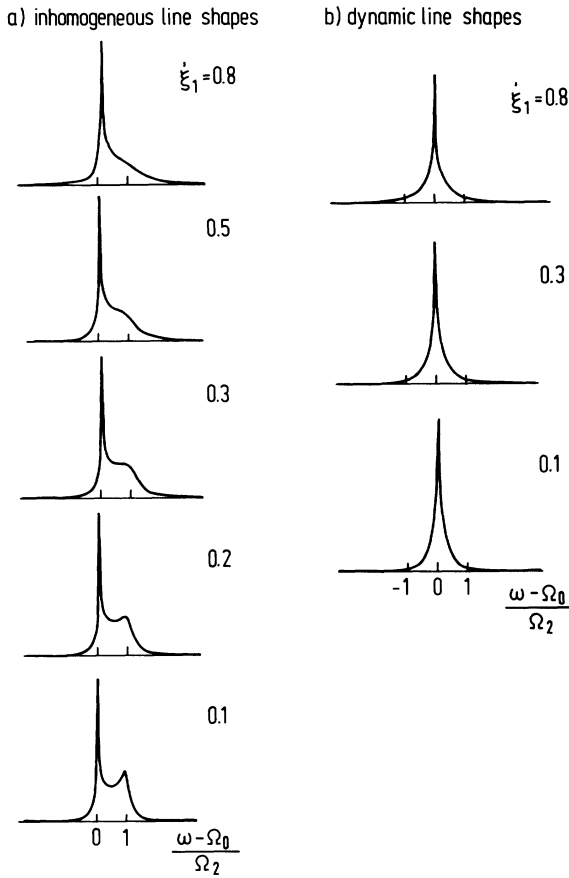 a) inhomogeneous line shapes
ξ̇₁=0.8
0.5
0.3
0.2
0.1
0 1
ω-Ω₀
Ω₂
b) dynamic line shapes
ξ̇₁=0.8
0.3
0.1
-1 0 1
ω-Ω₀
Ω₂